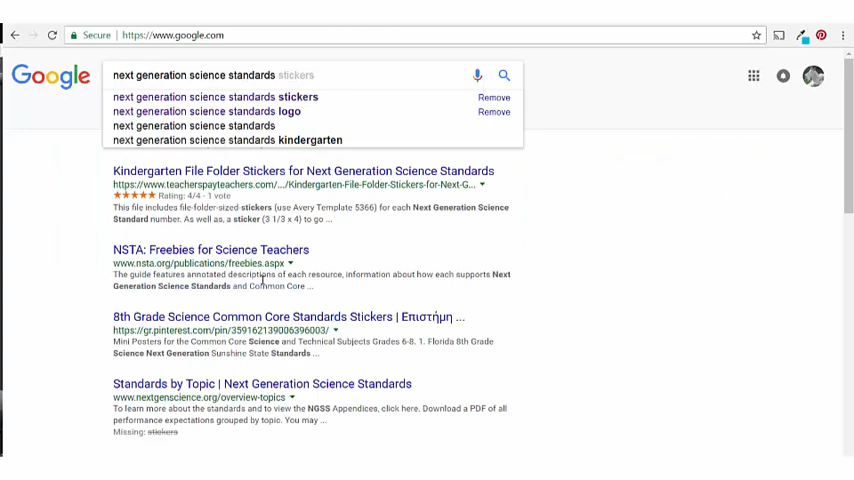 Secure
https://www.google.com
Google
next generation science standards stickers
next generation science standards stickers
Remove
next generation science standards logo
Remove
next generation science standards
next generation science standards kindergarten
Kindergarten File Folder Stickers for Next Generation Science Standards
https://www.teacherspayteachers.com/.../Kindergarten-File-Folder-Stickers-for-Next-G...
Rating: 4/4 - 1 vote
This file includes file-folder-sized-stickers (use Avery Template 5366) for each Next Generation Science
Standard number. As well as, a sticker (3 1/3 x 4) to go ...
NSTA: Freebies for Science Teachers
www.nsta.org/publications/freebies.aspx
The guide features annotated descriptions of each resource, information about how each supports Next
Generation Science Standards and Common Core ...
8th Grade Science Common Core Standards Stickers | Επιστήμη ...
https://gr.pinterest.com/pin/359162139006396003/
Mini Posters for the Common Core Science and Technical Subjects Grades 6-8. 1. Florida 8th Grade
Science Next Generation Sunshine State Standards ...
Standards by Topic | Next Generation Science Standards
www.nextgenscience.org/overview-topics
To learn more about the standards and to view the NGSS Appendices, click here. Download a PDF of all
performance expectations grouped by topic. You may ...
Missing: stickers